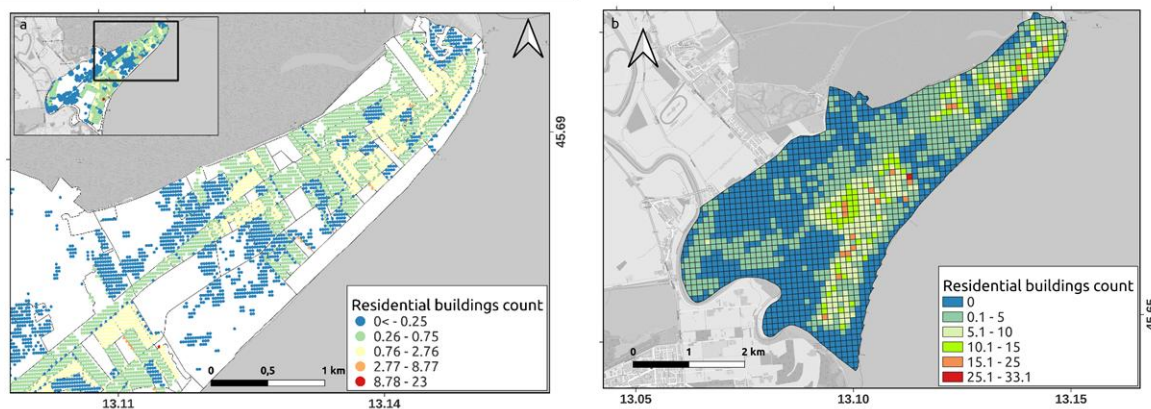 a
Residential buildings count
0< - 0.25
0.26 - 0.75
0.76 - 2.76
2.77 - 8.77
8.78 - 23
0 0,5 1 km
13.11 13.14
45.69
b
Residential buildings count
0
0.1 - 5
5.1 - 10
10.1 - 15
15.1 - 25
25.1 - 33.1
0 1 2 km
13.05 13.10 13.15
45.65